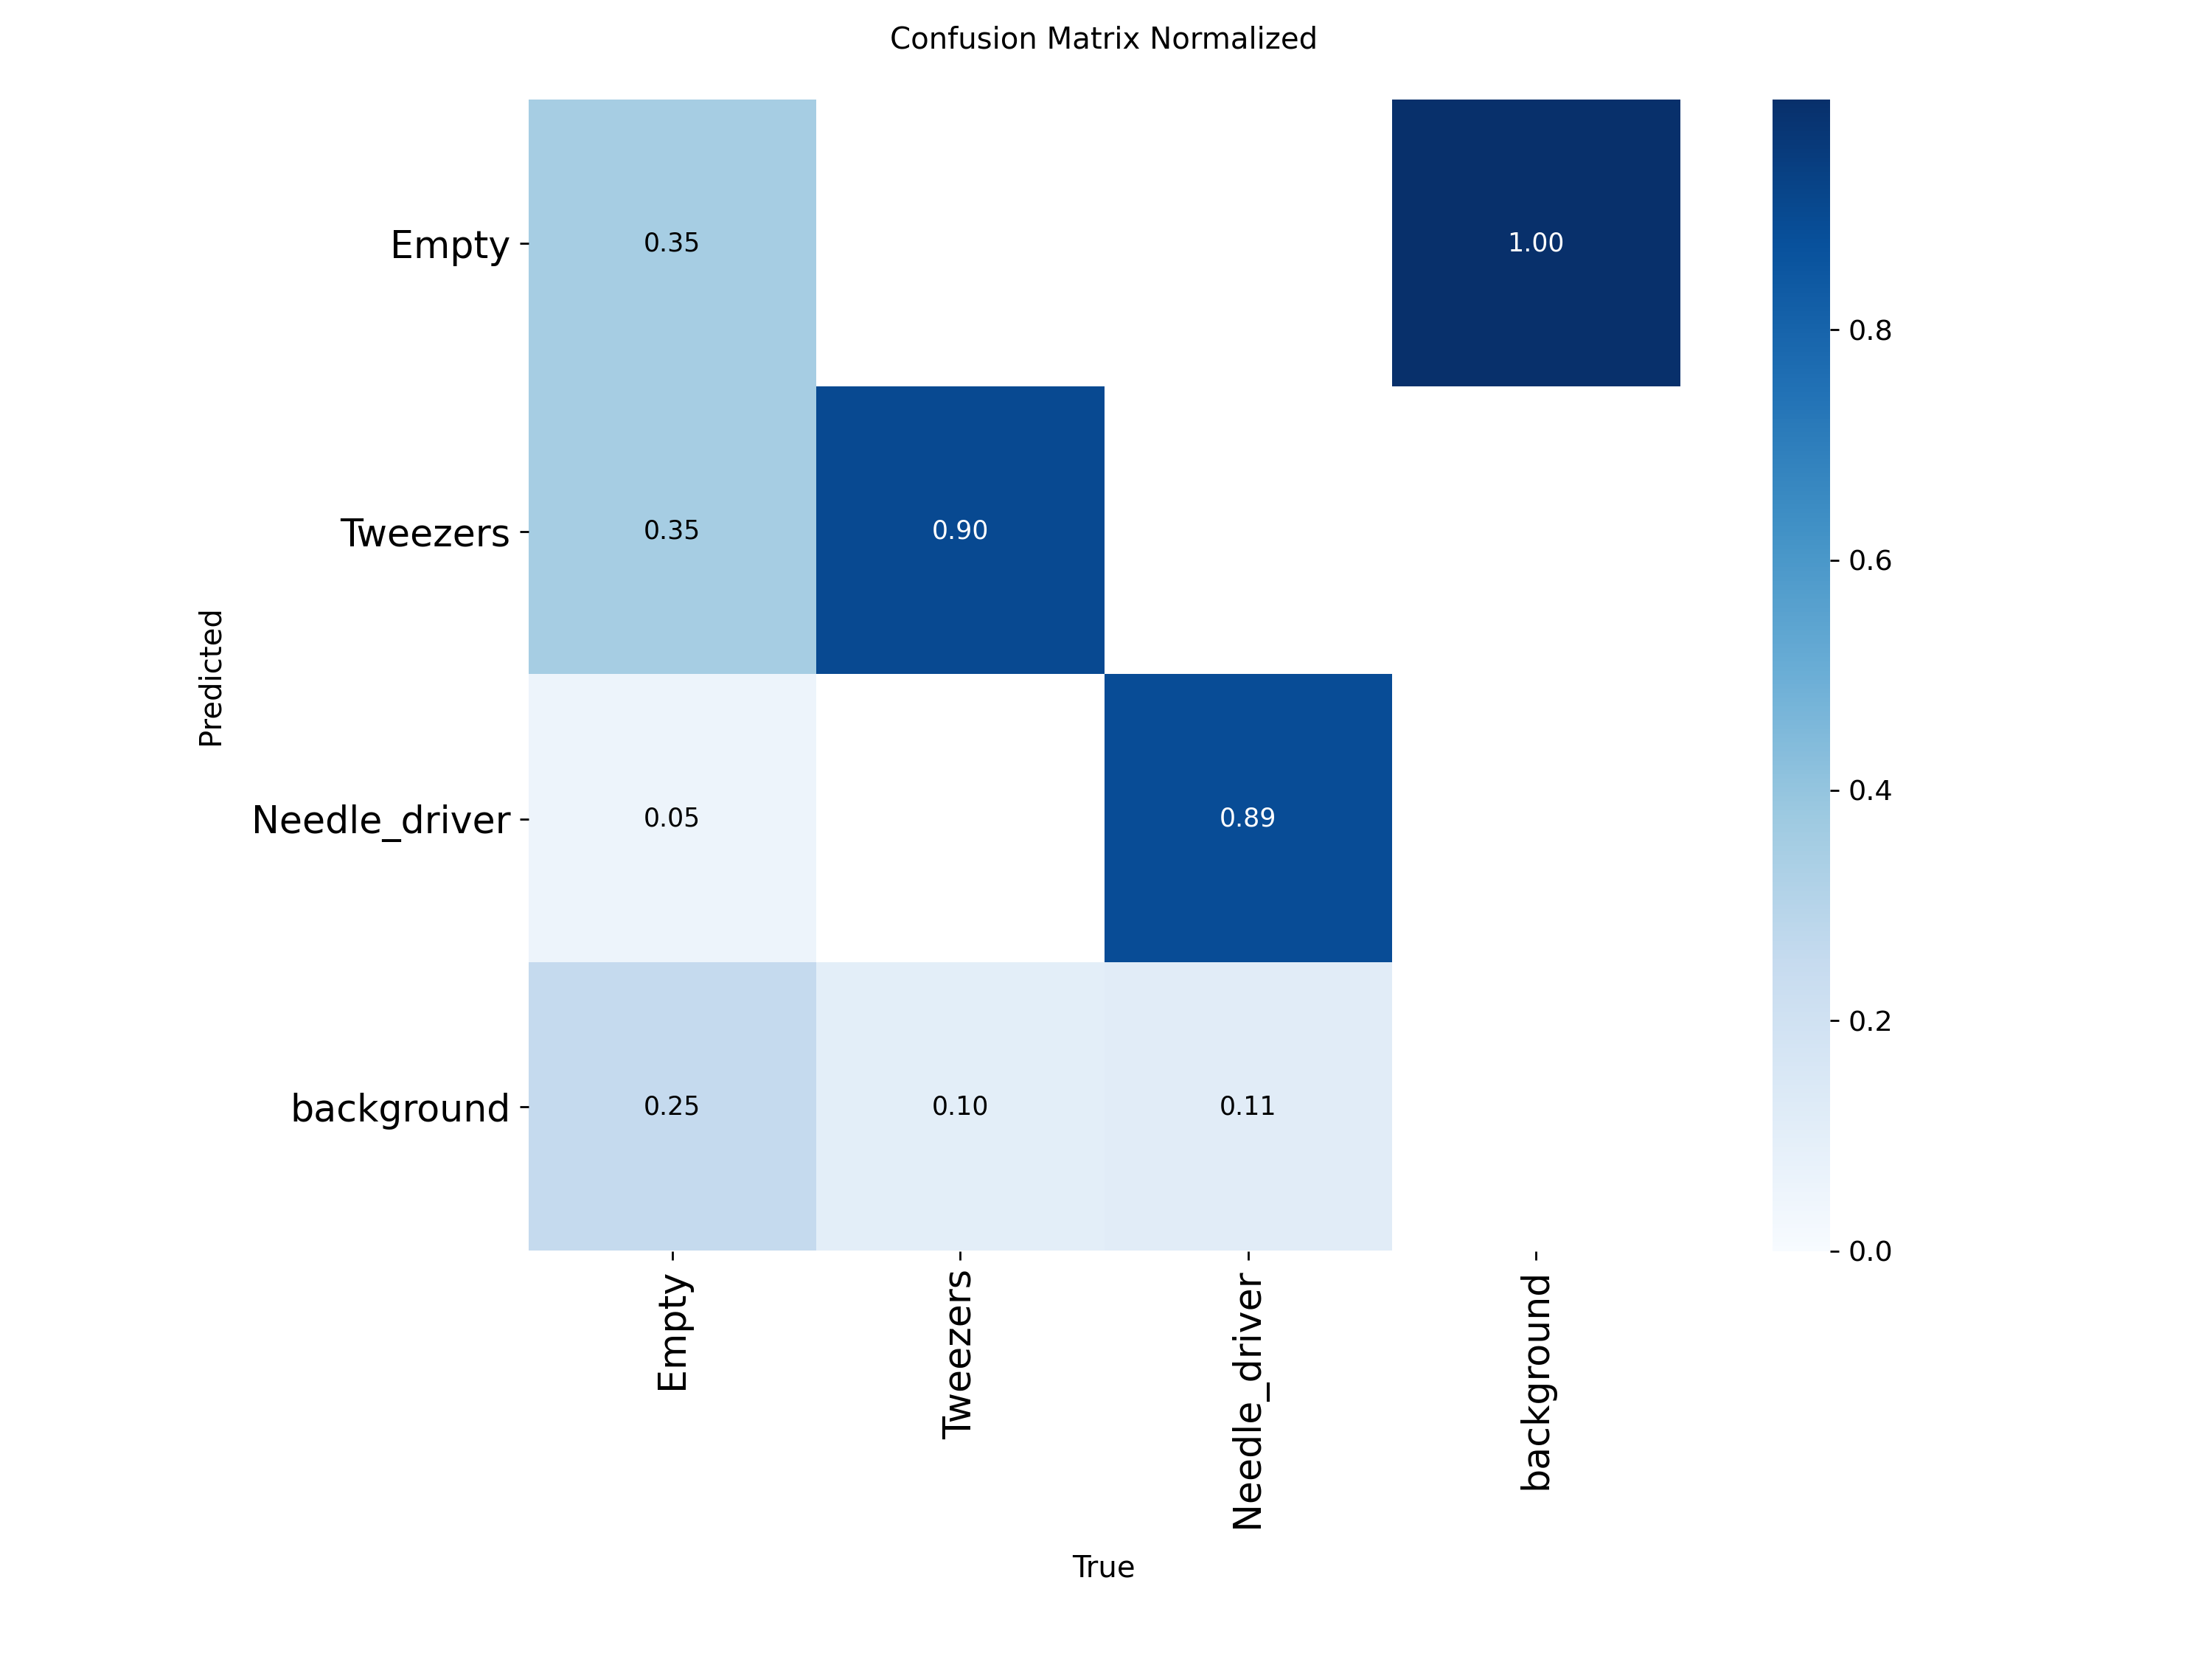 Confusion Matrix Normalized
Empty
0.35
1.00
Tweezers
0.35
0.90
Needle_driver
0.05
0.89
background
0.25
0.10
0.11
Predicted
Empty
Tweezers
Needle_driver
background
True
0.8
0.6
0.4
0.2
0.0